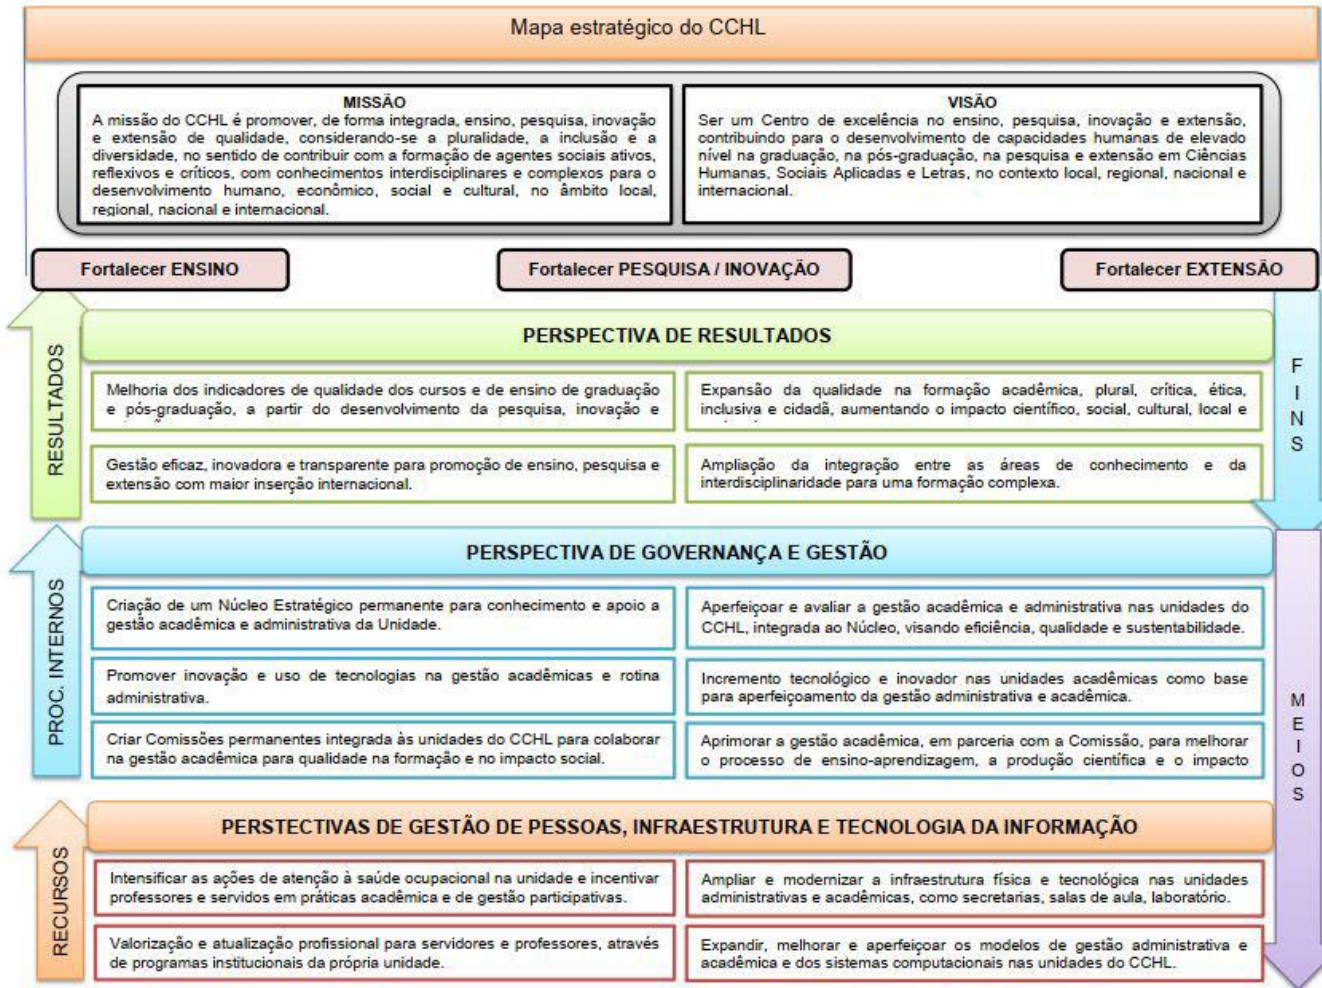 Mapa estratégico do CCHL
MISSÃO
A missão do CCHL é promover, de forma integrada, ensino, pesquisa, inovação
e extensão de qualidade, considerando-se a pluralidade, a inclusão e a
diversidade, no sentido de contribuir com a formação de agentes sociais ativos,
reflexivos e críticos, com conhecimentos interdisciplinares e complexos para o
desenvolvimento humano, econômico, social e cultural, no âmbito local,
regional, nacional e internacional.
VISÃO
Ser um Centro de excelência no ensino, pesquisa, inovação e extensão,
contribuindo para o desenvolvimento de capacidades humanas de elevado
nível na graduação, na pós-graduação, na pesquisa e extensão em Ciências
Humanas, Sociais Aplicadas e Letras, no contexto local, regional, nacional e
internacional.
Fortalecer ENSINO
Fortalecer PESQUISA / INOVAÇÃO
Fortalecer EXTENSÃO
RESULTADOS
PERSPECTIVA DE RESULTADOS
Melhoria dos indicadores de qualidade dos cursos e de ensino de graduação
e pós-graduação, a partir do desenvolvimento da pesquisa, inovação e
Expansão da qualidade na formação acadêmica, plural, crítica, ética,
inclusiva e cidadã, aumentando o impacto científico, social, cultural, local e
Gestão eficaz, inovadora e transparente para promoção de ensino, pesquisa e
extensão com maior inserção internacional.
Ampliação da integração entre as áreas de conhecimento e da
interdisciplinaridade para uma formação complexa.
FINS
PROC. INTERNOS
PERSPECTIVA DE GOVERNANÇA E GESTÃO
Criação de um Núcleo Estratégico permanente para conhecimento e apoio a
gestão acadêmica e administrativa da Unidade.
Aperfeiçoar e avaliar a gestão acadêmica e administrativa nas unidades do
CCHL, integrada ao Núcleo, visando eficiência, qualidade e sustentabilidade.
Promover inovação e uso de tecnologias na gestão acadêmicas e rotina
administrativa.
Incremento tecnológico e inovador nas unidades acadêmicas como base
para aperfeiçoamento da gestão administrativa e acadêmica.
Criar Comissões permanentes integrada às unidades do CCHL para colaborar
na gestão acadêmica para qualidade na formação e no impacto social.
Aprimorar a gestão acadêmica, em parceria com a Comissão, para melhorar
o processo de ensino-aprendizagem, a produção científica e o impacto
MEIOS
RECURSOS
PERSTECTIVAS DE GESTÃO DE PESSOAS, INFRAESTRUTURA E TECNOLOGIA DA INFORMAÇÃO
Intensificar as ações de atenção à saúde ocupacional na unidade e incentivar
professores e servidos em práticas acadêmica e de gestão participativas.
Ampliar e modernizar a infraestrutura física e tecnológica nas unidades
administrativas e acadêmicas, como secretarias, salas de aula, laboratório.
Valorização e atualização profissional para servidores e professores, através
de programas institucionais da própria unidade.
Expandir, melhorar e aperfeiçoar os modelos de gestão administrativa e
acadêmica e dos sistemas computacionais nas unidades do CCHL.